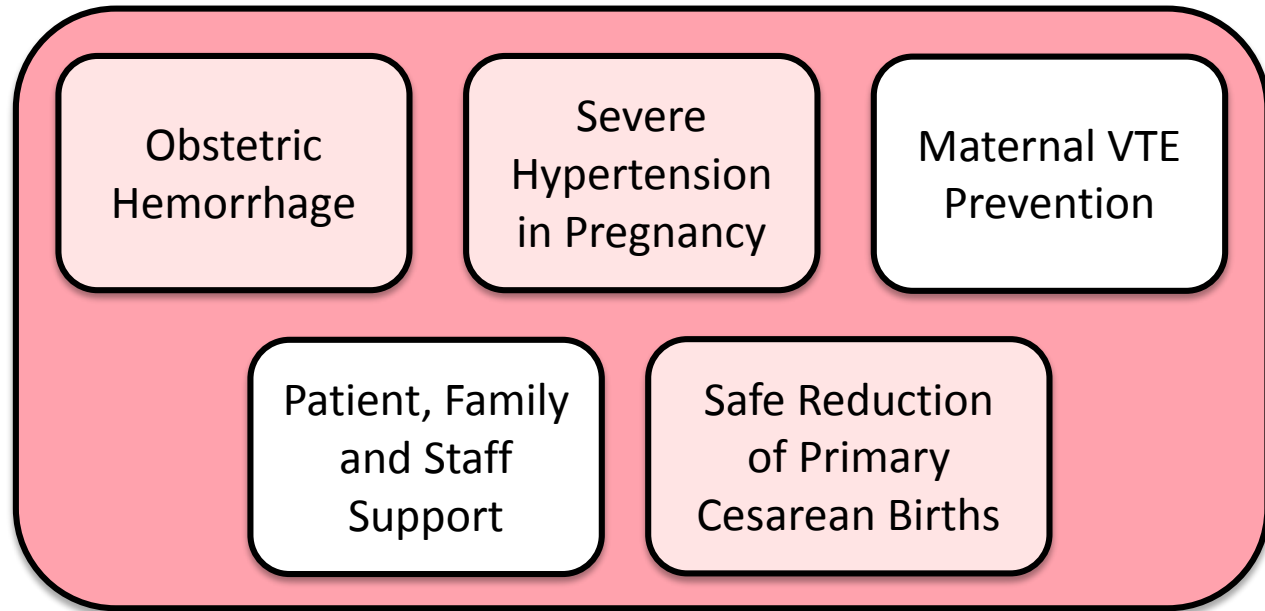 Obstetric
Hemorrhage
Severe
Hypertension
in Pregnancy
Maternal VTE
Prevention
Patient, Family
and Staff
Support
Safe Reduction
of Primary
Cesarean Births